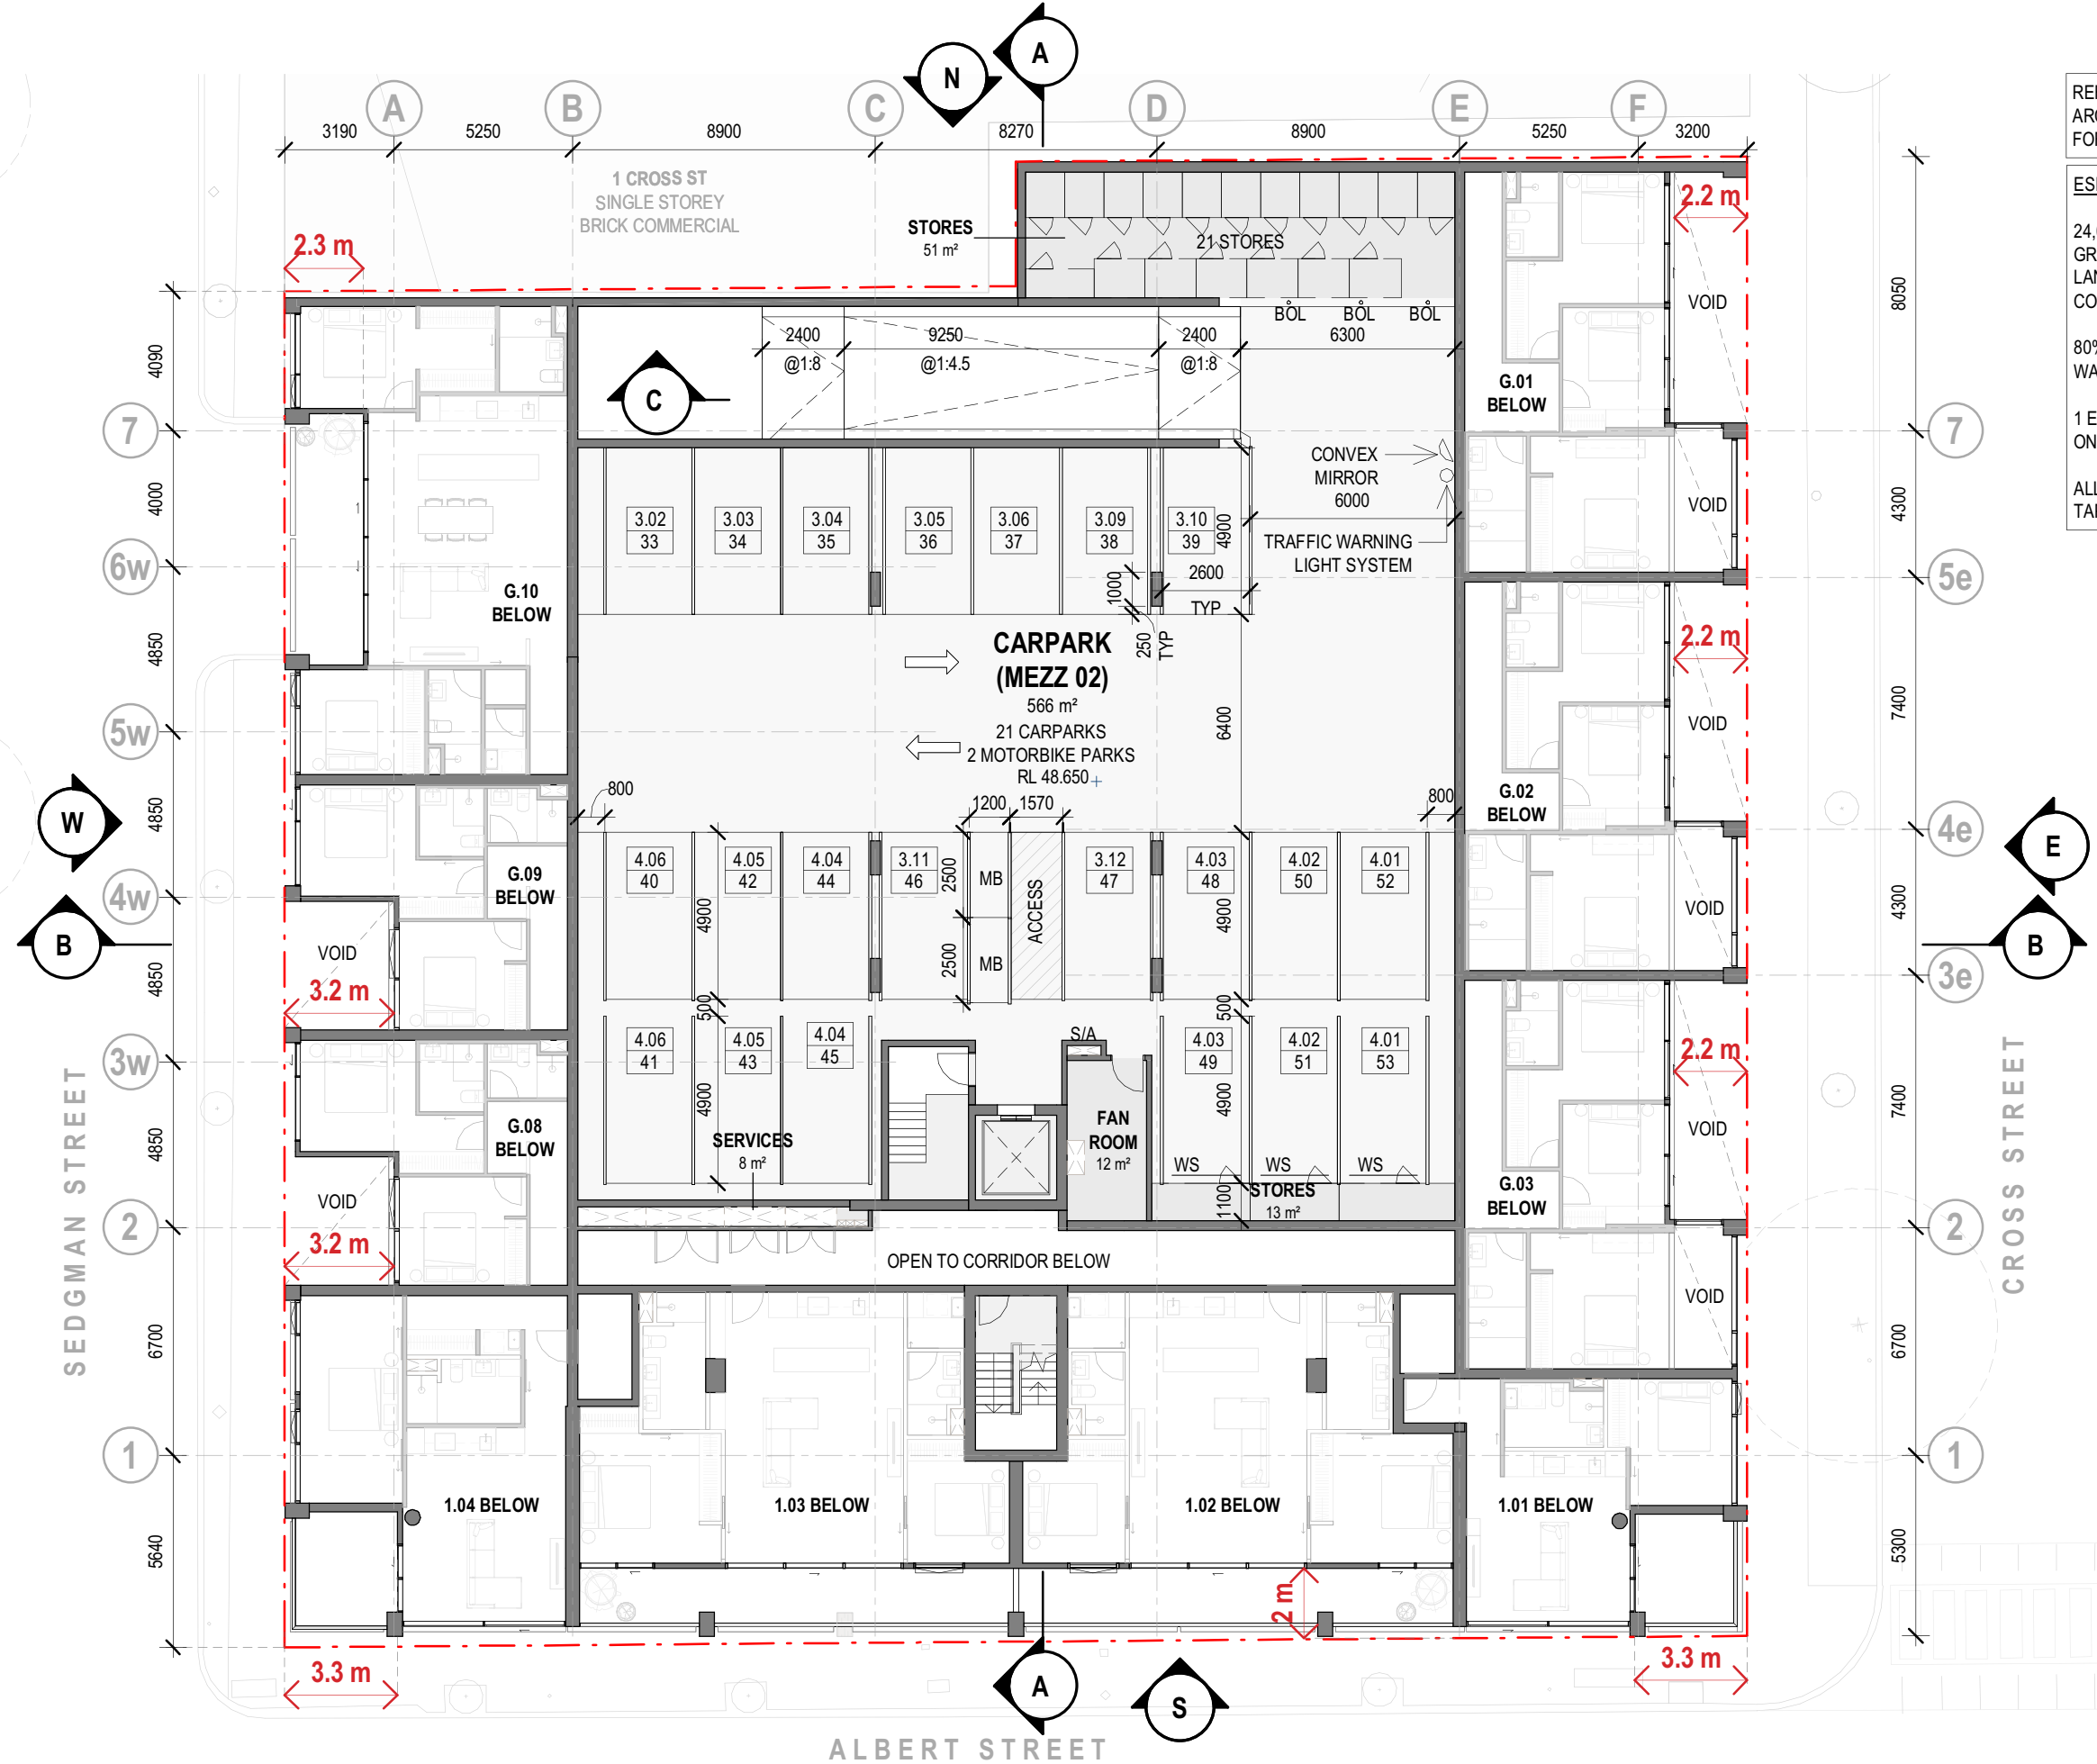 A
N
A
B
C
D
E
F
3190
5250
8900
8270
8900
5250
3200
1 CROSS ST
SINGLE STOREY
BRICK COMMERCIAL
STORES
51 m²
21 STORES
2.3 m
2.2 m
VOID
BOL
BOL
BOL
2400
9250
2400
6300
@1:8
@1:4.5
@1:8
C
G.01
BELOW
4090
8050
7
7
CONVEX
MIRROR
6000
TRAFFIC WARNING
LIGHT SYSTEM
VOID
4000
4300
3.02
33
3.03
34
3.04
35
3.05
36
3.06
37
3.09
38
3.10
39
4900
2600
TYP
1000
250
TYP
6w
5e
G.10
BELOW
CARPARK
(MEZZ 02)
566 m²
21 CARPARKS
2 MOTORBIKE PARKS
RL 48.650
6400
2.2 m
VOID
4850
7400
5w
G.02
BELOW
800
1200
1570
800
4850
W
4e
E
4.06
40
4.05
42
4.04
44
3.11
46
MB
MB
2500
2500
ACCESS
3.12
47
4.03
48
4.02
50
4.01
52
4900
4900
G.09
BELOW
4w
VOID
4300
B
B
VOID
3.2 m
4850
3e
500
500
4.06
41
4.05
43
4.04
45
S/A
4.03
49
4.02
51
4.01
53
4900
4900
3w
2.2 m
VOID
7400
G.08
BELOW
4850
SERVICES
8 m²
FAN
ROOM
12 m²
WS
WS
WS
STORES
13 m²
1100
G.03
BELOW
VOID
3.2 m
2
2
OPEN TO CORRIDOR BELOW
VOID
6700
6700
SEDGMAN STREET
CROSS STREET
1
1
1.04 BELOW
1.03 BELOW
1.02 BELOW
1.01 BELOW
5640
5300
2 m
3.3 m
3.3 m
A
S
ALBERT STREET
24,
80%